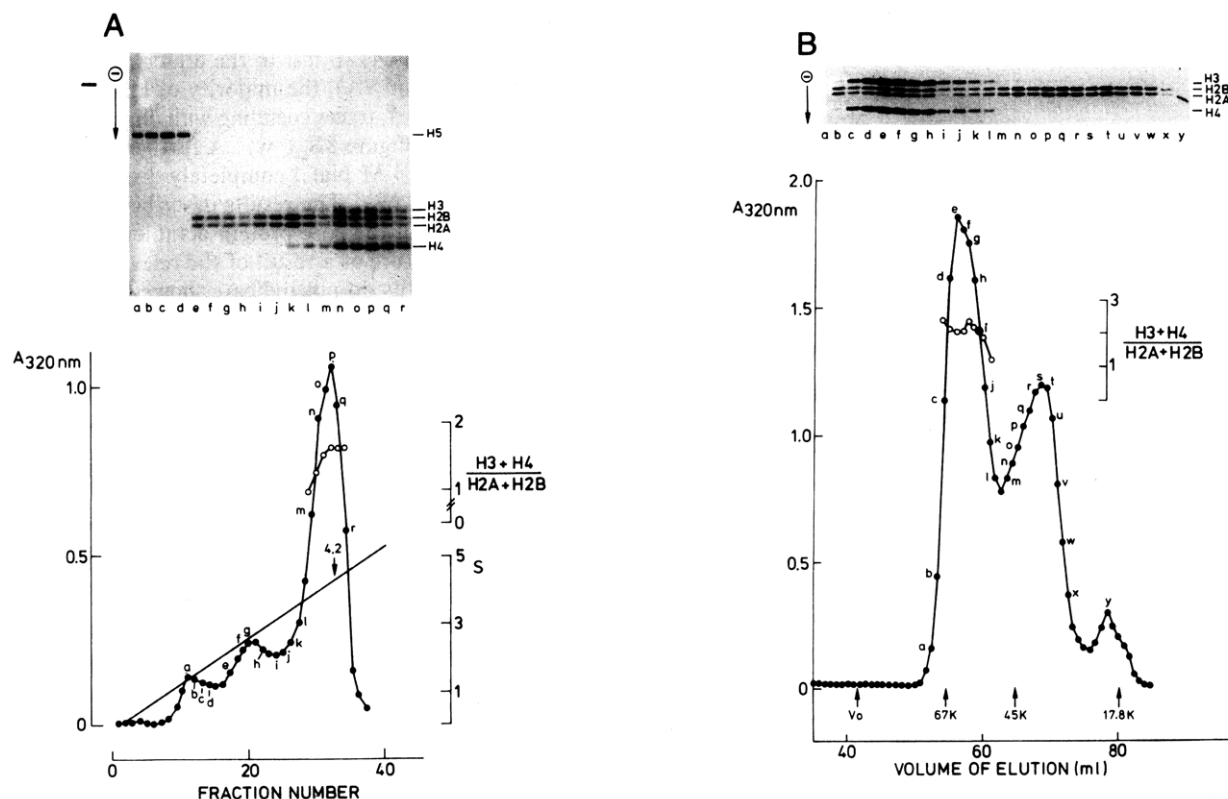 A
⊖
H5
H3
H2B
H2A
H4
a b c d e f g h i j k l m n o p q r
A320nm
1.0
0.5
0
a
b
c
d
e
f
g
h
i
j
k
l
m
n
o
p
q
r
4.2
2
1
0
H3 + H4
H2A + H2B
5
S
3
1
0 20 40
FRACTION NUMBER
B
⊖
H3
H2B
H2A
H4
a b c d e f g h i j k l m n o p q r s t u v w x y
2.0
A320nm
1.5
1.0
0.5
0
a
b
c
d
e
f
g
h
i
j
k
l
m
n
o
p
q
r
s
t
u
v
w
x
y
3
1
H3 + H4
H2A + H2B
Vo
67K
45K
17.8K
40 60 80
VOLUME OF ELUTION (ml)